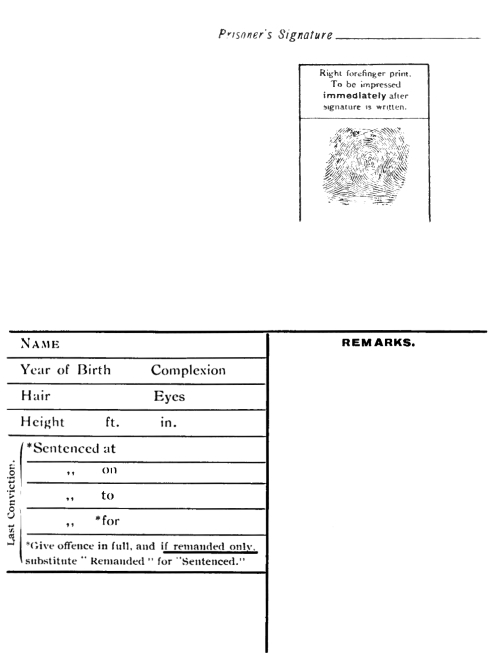 Prisoner's Signature
Right forefinger print.
To be impressed
immediately after
signature is written.
NAME
Year of Birth Complexion
Hair Eyes
Height ft. in.
Last Conviction.
*Sentenced at
,, on
,, to
,, *for
*Give offence in full, and if remanded only,
substitute "Remanded" for "Sentenced."
REMARKS.